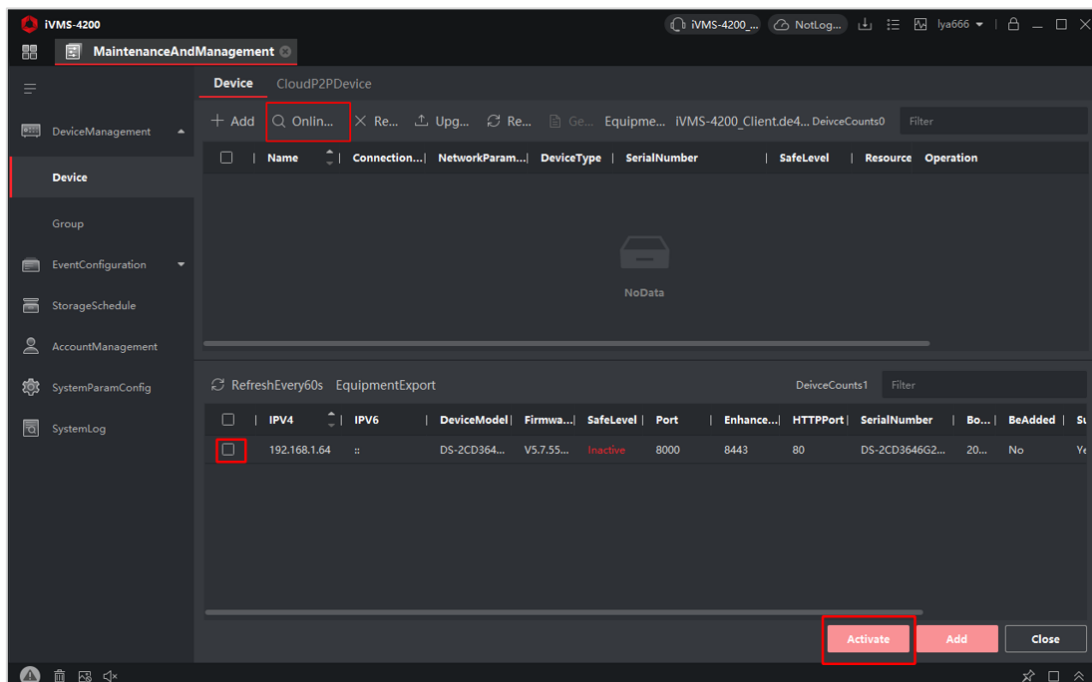 iVMS-4200 iVMS-4200_... NotLog... lya666
MaintenanceAndManagement
Device CloudP2PDevice
DeviceManagement
+ Add Onlin... Re... Upg... Re... Ge... Equipme... iVMS-4200_Client.de4... DeivceCounts0 Filter
Name Connection... NetworkParam... DeviceType SerialNumber SafeLevel Resource Operation
Device
Group
EventConfiguration
NoData
StorageSchedule
AccountManagement
SystemParamConfig
SystemLog
RefreshEvery60s EquipmentExport DeivceCounts1 Filter
IPV4 IPV6 DeviceModel Firmwa... SafeLevel Port Enhance... HTTPPort SerialNumber Bo... BeAdded Su
192.168.1.64 :: DS-2CD364... V5.7.55... Inactive 8000 8443 80 DS-2CD3646G2... 20... No Ye
Activate Add Close